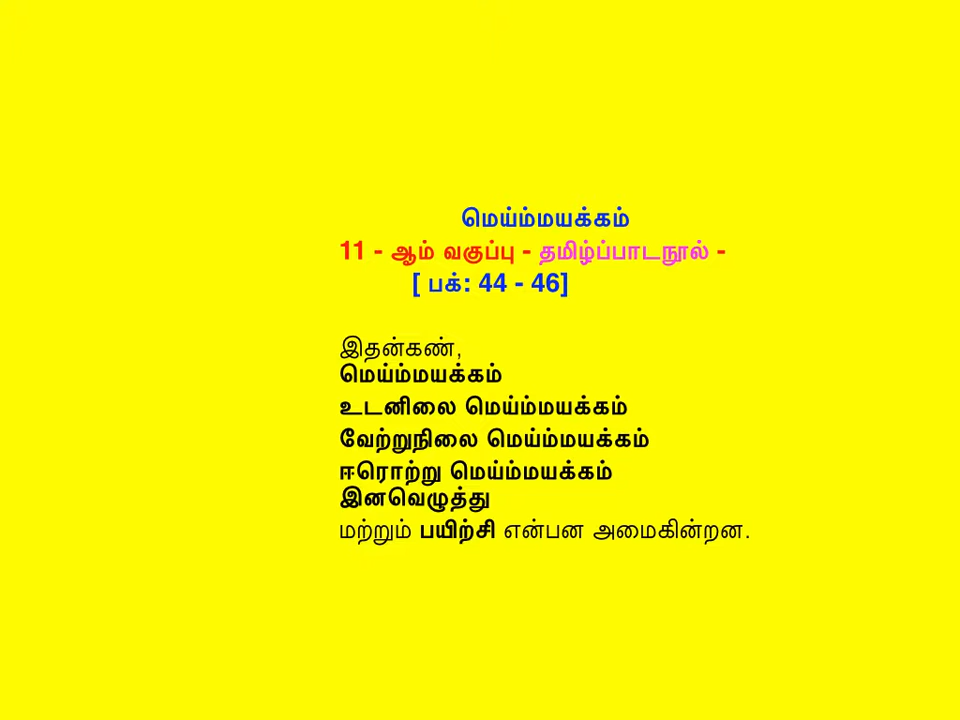 மெய்ம்மயக்கம்
11 - ஆம் வகுப்பு - தமிழ்ப்பாடநூல் -
[ பக்: 44 - 46]
இதன்கண்,
மெய்ம்மயக்கம்
உடனிலை மெய்ம்மயக்கம்
வேற்றுநிலை மெய்ம்மயக்கம்
ஈரொற்று மெய்ம்மயக்கம்
இனவெழுத்து
மற்றும் பயிற்சி என்பன அமைகின்றன.